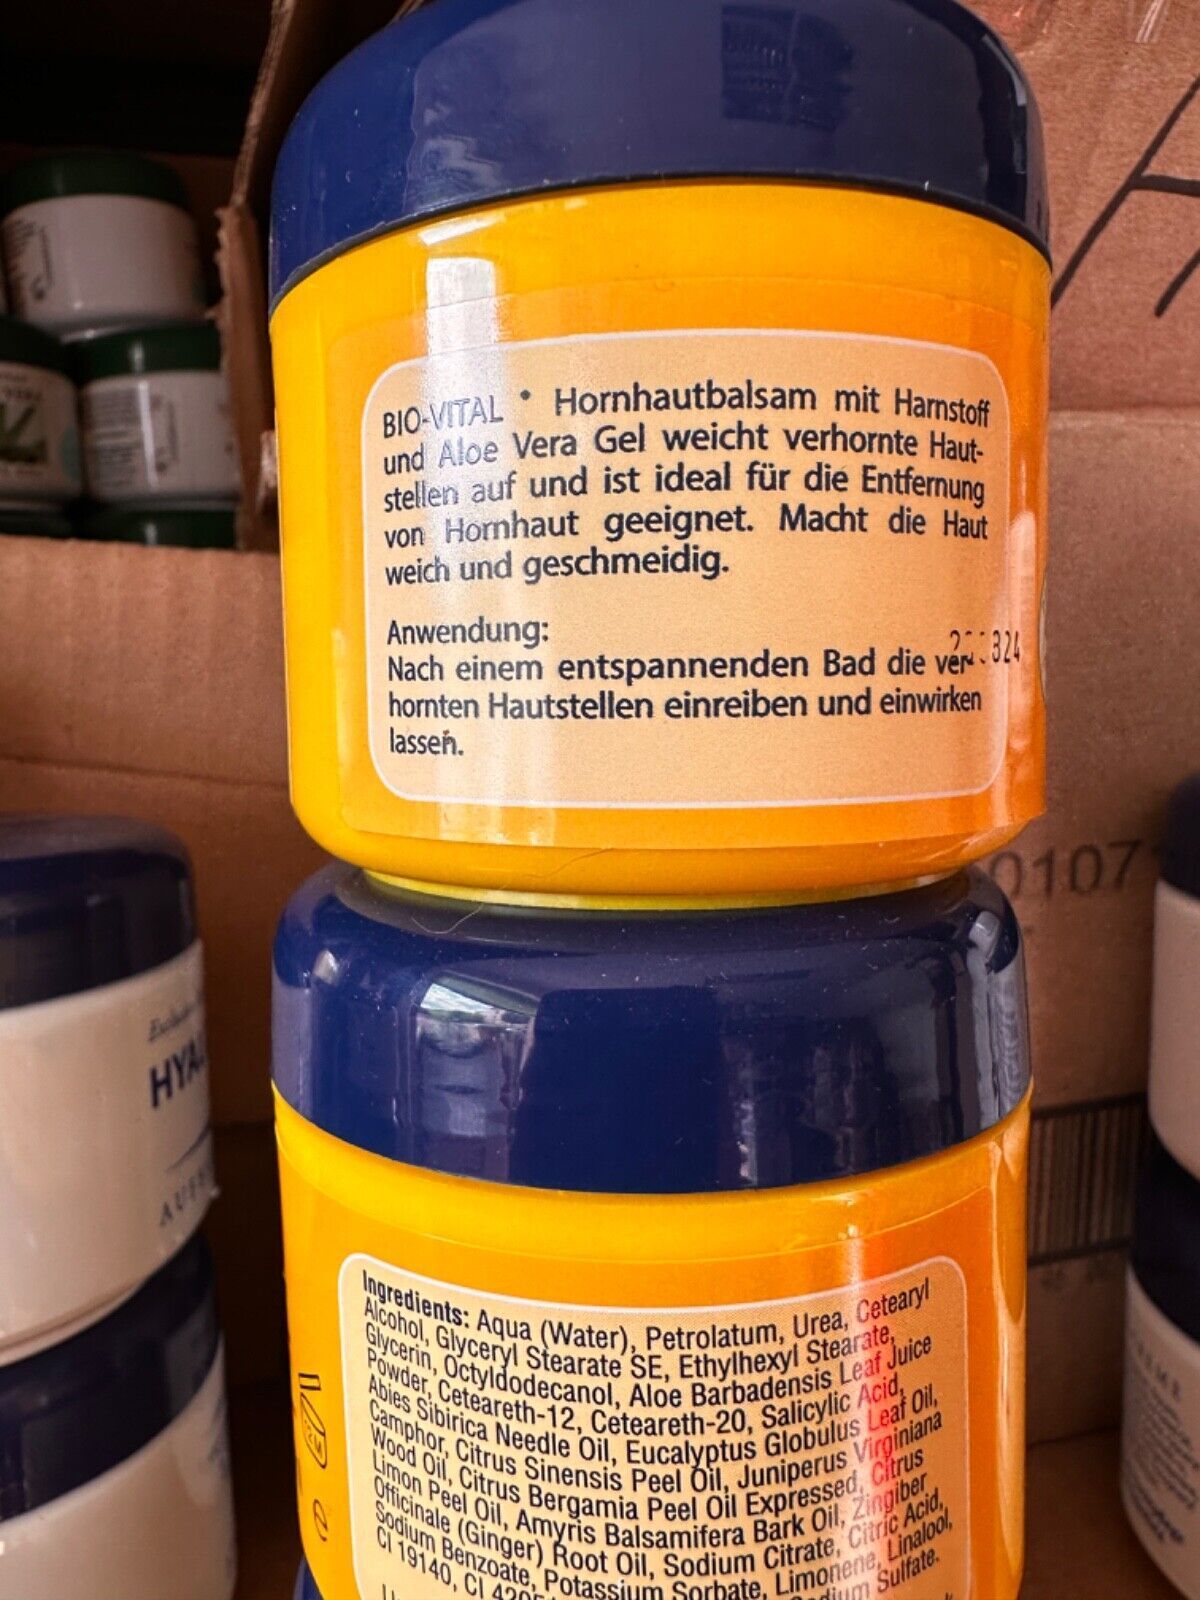 BIO-VITAL * Hornhautbalsam mit Harnstoff
und Aloe Vera Gel weicht verhornte Haut-
stellen auf und ist ideal für die Entfernung
von Hornhaut geeignet. Macht die Haut
weich und geschmeidig.
Anwendung:
Nach einem entspannenden Bad die ver-
hornten Hautstellen einreiben und einwirken
lassen.
01071
HYAL
Ingredients: Aqua (Water), Petrolatum, Urea, Cetearyl
Alcohol, Glyceryl Stearate SE, Ethylhexyl Stearate,
Glycerin, Octyldodecanol, Aloe Barbadensis Leaf Juice
Powder, Ceteareth-12, Ceteareth-20, Salicylic Acid,
Abies Sibirica Needle Oil, Eucalyptus Globulus Leaf Oil,
Camphor, Citrus Sinensis Peel Oil, Juniperus Virginiana
Wood Oil, Citrus Bergamia Peel Oil Expressed, Citrus
Limon Peel Oil, Amyris Balsamifera Bark Oil, Zingiber
Officinale (Ginger) Root Oil, Sodium Citrate, Citric Acid,
Sodium Benzoate, Potassium Sorbate, Limonene, Linalool,
CI 19140, CI Sulfate.